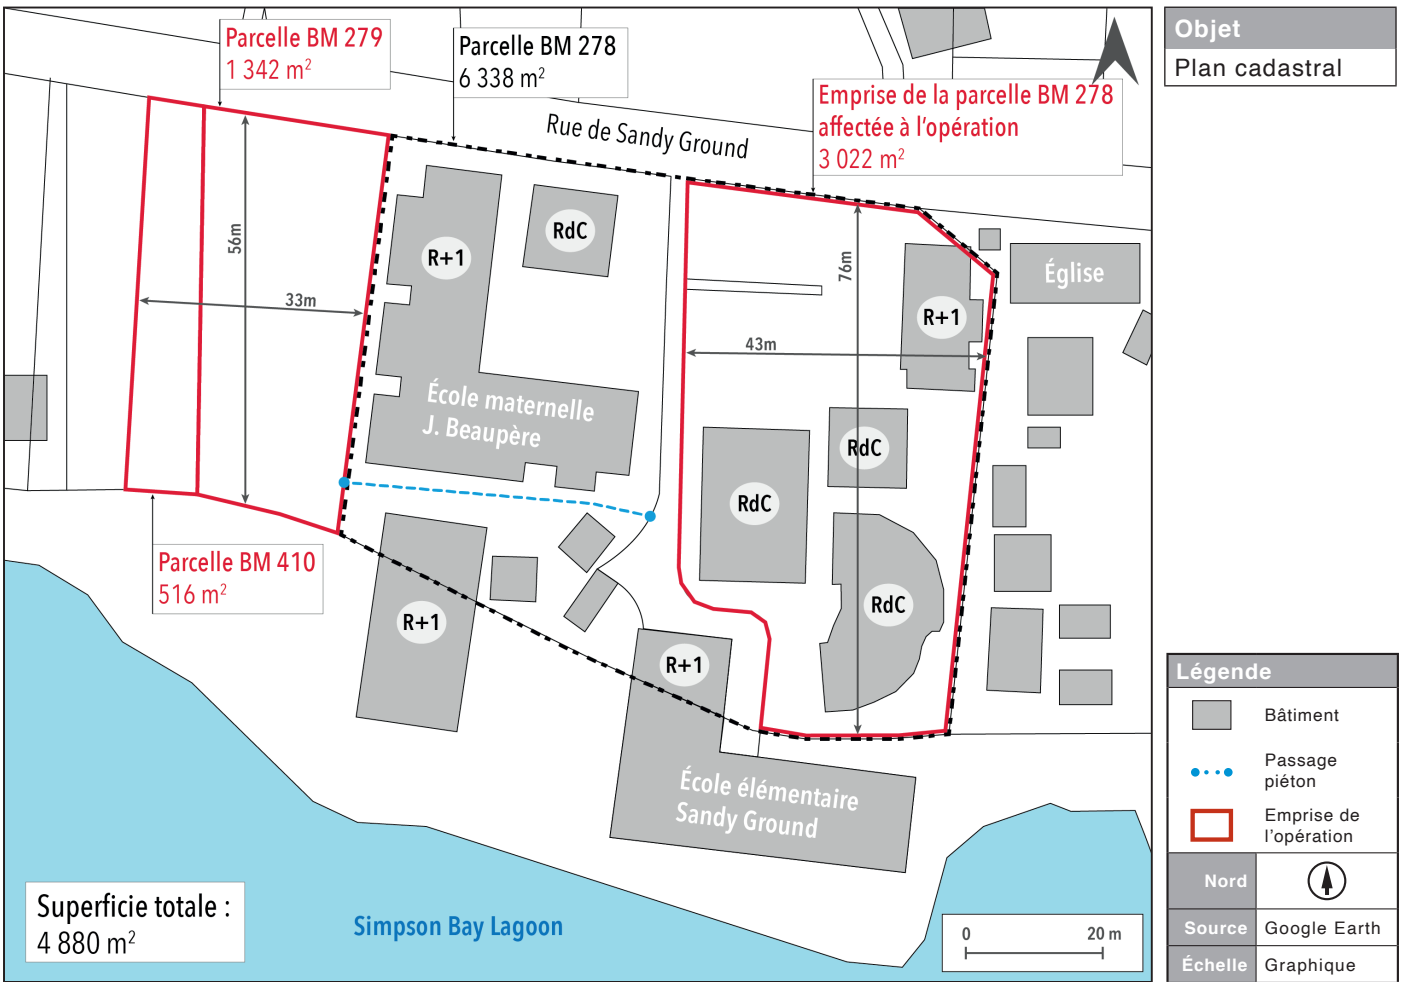 Parcelle BM 279
1 342 m²
Parcelle BM 278
6 338 m²
Emprise de la parcelle BM 278
affectée à l'opération
3 022 m²
Objet
Plan cadastral
Rue de Sandy Ground
56m
33m
R+1
RdC
76m
43m
R+1
Église
École maternelle
J. Beaupère
RdC
RdC
RdC
Parcelle BM 410
516 m²
R+1
R+1
École élémentaire
Sandy Ground
Simpson Bay Lagoon
Superficie totale :
4 880 m²
0 20 m
Légende
Bâtiment
Passage
piéton
Emprise de
l'opération
Nord
Source Google Earth
Échelle Graphique